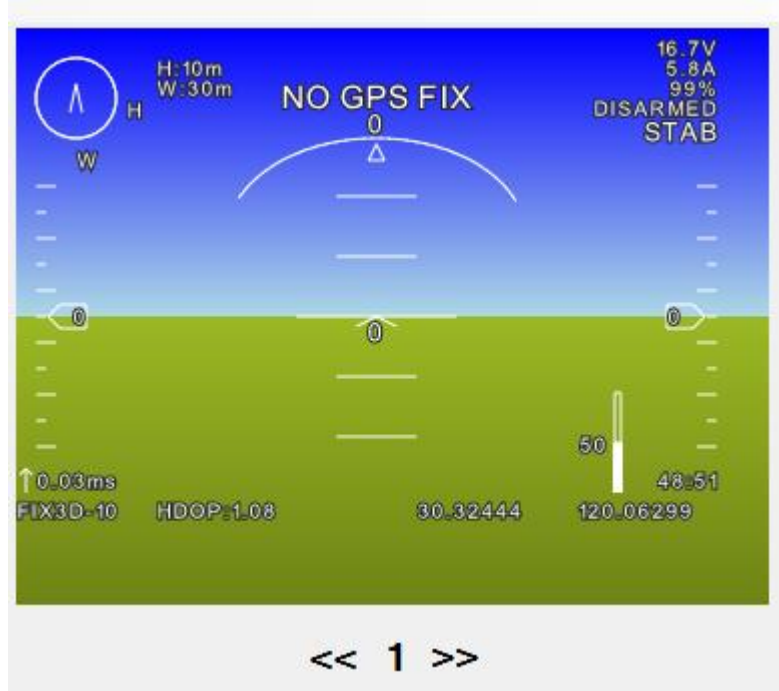 H:10m
W:30m
NO GPS FIX
16.7V
5.8A
99%
DISARMED
STAB
H
W
0
0
0
0
50
0.03ms
48:51
FIX3D-10 HDOP:1.08 30.32444 120.06299
<< 1 >>